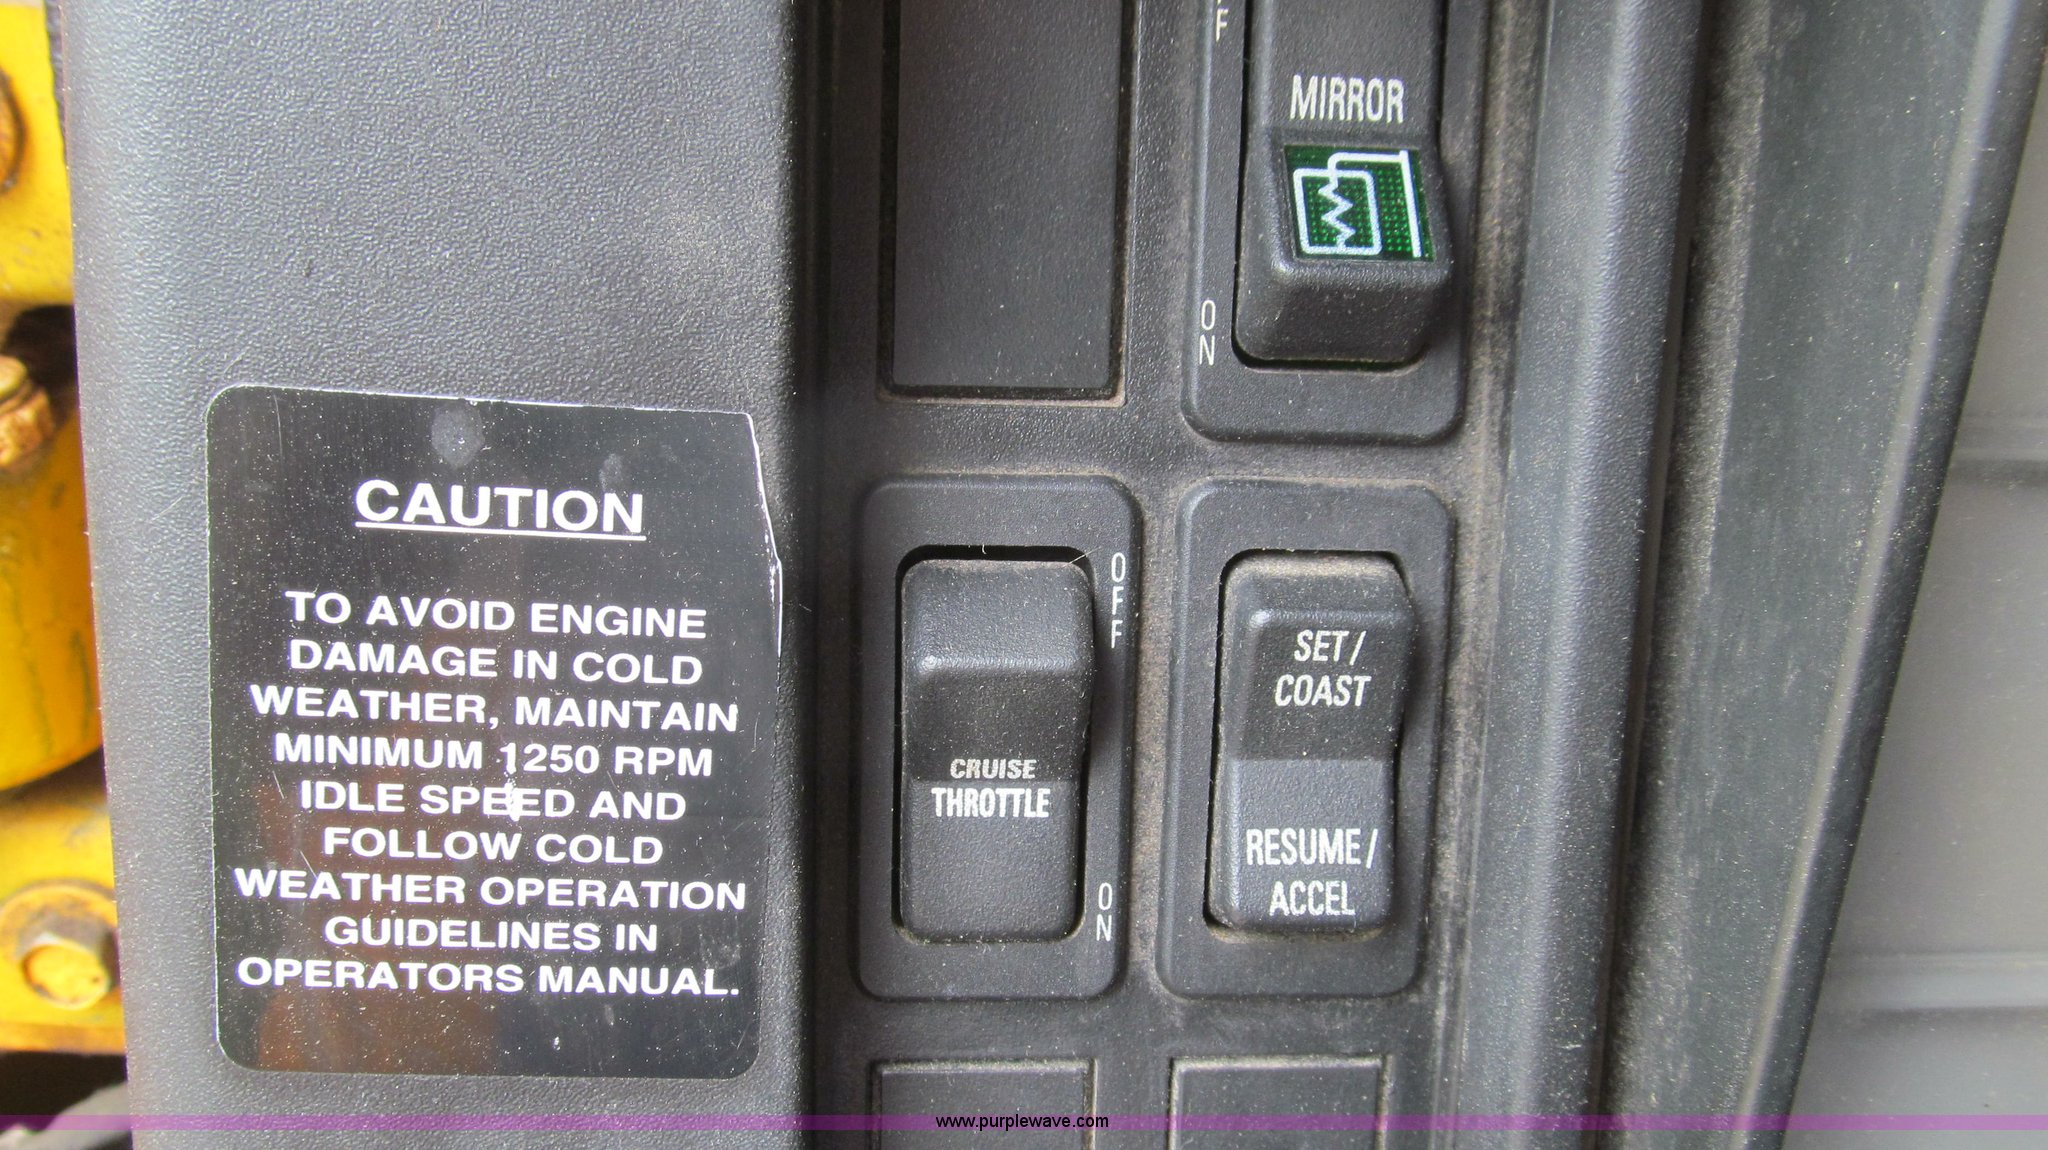 MIRROR
ON
CAUTION
TO AVOID ENGINE
DAMAGE IN COLD
WEATHER, MAINTAIN
MINIMUM 1250 RPM
IDLE SPEED AND
FOLLOW COLD
WEATHER OPERATION
GUIDELINES IN
OPERATORS MANUAL.
OFF
CRUISE
THROTTLE
ON
SET/
COAST
RESUME/
ACCEL
www.purplewave.com